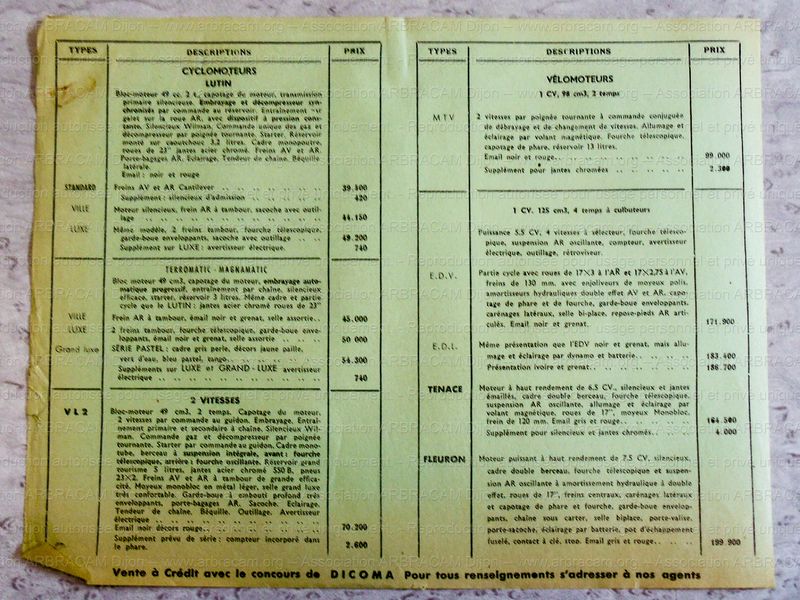 TYPES DESCRIPTIONS PRIX
CYCLOMOTEURS
LUTIN
Bloc-moteur 49 cc. 2 t., capotage du moteur, transmission
primaire silencieuse. Embrayage et décompresseur syn-
chronisés par commande au réservoir. Entraînement par
galet sur la roue AR, avec dispositif à pression cons-
tante. Silencieux Wilman. Commande unique des gaz et
décompresseur par poignée tournante. Starter. Réservoir
monté sur caoutchouc 3,2 litres. Cadre monopoutre,
roues de 23" jantes acier chromé. Freins AV et AR.
Porte-bagages AR. Eclairage. Tendeur de chaîne. Béquille
latérale.
Email : noir et rouge
STANDARD Freins AV et AR Cantilever .. .. .. .. .. .. 39.500
Supplément : silencieux d'admission .. .. .. .. 420
VILLE Moteur silencieux, frein AR à tambour, sacoche avec outil-
lage .. .. .. .. .. .. .. .. .. 44.150
LUXE Même modèle, 2 freins tambour, fourche télescopique,
garde-boue enveloppants, sacoche avec outillage .. .. 49.200
Supplément sur LUXE : avertisseur électrique. .. .. 740
TERROMATIC - MAGNAMATIC
Bloc moteur 49 cm3, capotage du moteur, embrayage auto-
matique progressif, entraînement par chaîne, silencieux
efficace, starter, réservoir 3 litres. Même cadre et partie
cycle que le LUTIN : jantes acier chromé roues de 23"
VILLE Frein AR à tambour, émail noir et grenat, selle assortie.. 45.000
LUXE 2 freins tambour, fourche télescopique, garde-boue enve-
loppants, émail noir et grenat, selle assortie .. .. .. 50 000
Grand luxe SÉRIE PASTEL : cadre gris perle, décors jaune paille,
vert d'eau, bleu pastel, tango.. .. .. .. .. 54.300
Suppléments sur LUXE et GRAND-LUXE avertisseur
électrique .. .. .. .. .. .. .. .. 740
2 VITESSES
VL2 Bloc-moteur 49 cm3, 2 temps. Capotage du moteur.
2 vitesses par commande au guidon. Embrayage. Entraî-
nement primaire et secondaire à chaîne. Silencieux Wil-
man. Commande gaz et décompresseur par poignée
tournante. Starter par commande au guidon. Cadre mono-
tube, berceau à suspension intégrale, avant : fourche
télescopique, arrière : fourche oscillante. Réservoir grand
tourisme 5 litres, jantes acier chromé 550 B, pneus
23×2. Freins AV et AR à tambour de grande effica-
cité. Moyeux monobloc en métal léger, selle grand luxe
très confortable. Garde-boue à embouti profond très
enveloppants, porte-bagages AR. Sacoche. Eclairage.
Tendeur de chaîne. Béquille. Outillage. Avertisseur
électrique .. .. .. .. .. .. .. ..
Email noir décors rouge.. .. .. .. .. .. .. 70.200
Supplément prévu de série : compteur incorporé dans
le phare. .. .. .. .. .. .. .. .. 2.600
TYPES DESCRIPTIONS PRIX
VÉLOMOTEURS
1 CV, 98 cm3, 2 temps
MTV 2 vitesses par poignée tournante à commande conjuguée
de débrayage et de changement de vitesses. Allumage et
éclairage par volant magnétique. Fourche télescopique,
capotage de phare, réservoir 13 litres.
Email noir et rouge.. .. .. .. .. .. .. .. 99.000
Supplément pour jantes chromées.. .. .. .. .. 2.300
1 CV. 125 cm3, 4 temps à culbuteurs
Puissance 5.5 CV, 4 vitesses à sélecteur, fourche télesco-
pique, suspension AR oscillante, compteur, avertisseur
électrique, outillage, rétroviseur.
E.D.V. Partie cycle avec roues de 17×3 à l'AR et 17×2,75 à l'AV,
freins de 130 mm. avec enjoliveurs de moyeux polis,
amortisseurs hydrauliques double effet AV et AR, capo-
tage de phare et de fourche, garde-boue enveloppants,
carénages latéraux, selle bi-place, repose-pieds AR arti-
culés. Email noir et grenat. .. .. .. .. .. 171.900
E.D.L. Même présentation que l'EDV noir et grenat, mais allu-
mage et éclairage par dynamo et batterie.. .. .. .. 183.400
Présentation ivoire et grenat.. .. .. .. .. .. 186.700
TENACE Moteur à haut rendement de 6.5 CV., silencieux et jantes
émaillés, cadre double berceau, fourche télescopique,
suspension AR oscillante, allumage et éclairage par
volant magnétique, roues de 17", moyeux Monobloc,
frein de 120 mm. Email gris et rouge.. .. .. .. 164.500
Supplément pour silencieux et jantes chromés.. .. .. 4.000
FLEURON Moteur puissant à haut rendement de 7.5 CV, silencieux,
cadre double berceau, fourche télescopique et suspen-
sion AR oscillante à amortissement hydraulique à double
effet, roues de 17", freins centraux, carénages latéraux
et capotage de phare et fourche, garde-boue envelop-
pants, chaîne sous carter, selle biplace, porte-valise,
porte-sacoche, éclairage par batterie, pot d'échappement
fuselé, contact à clé, stop. Email gris et rouge.. .. .. 199.900
Vente à Crédit avec le concours de DICOMA Pour tous renseignements s'adresser à nos agents